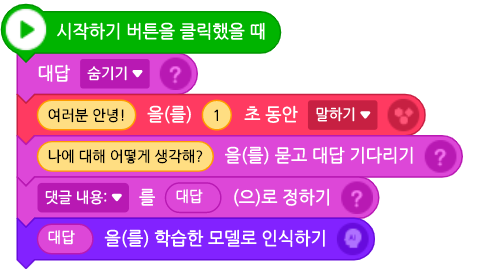 시작하기 버튼을 클릭했을 때
대답 숨기기 ▼ ?
여러분 안녕! 을(를) 1 초 동안 말하기 ▼
나에 대해 어떻게 생각해? 을(를) 묻고 대답 기다리기 ?
댓글 내용: ▼ 를 대답 (으)로 정하기 ?
대답 을(를) 학습한 모델로 인식하기 AI